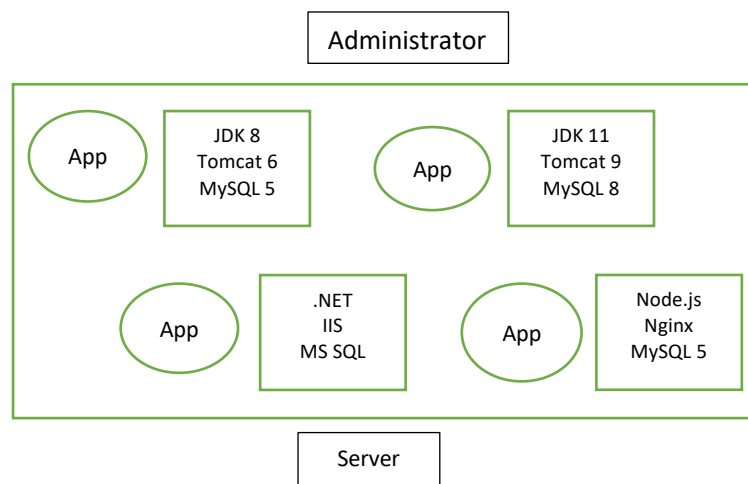 Administrator
App
JDK 8
Tomcat 6
MySQL 5
App
JDK 11
Tomcat 9
MySQL 8
App
.NET
IIS
MS SQL
App
Node.js
Nginx
MySQL 5
Server